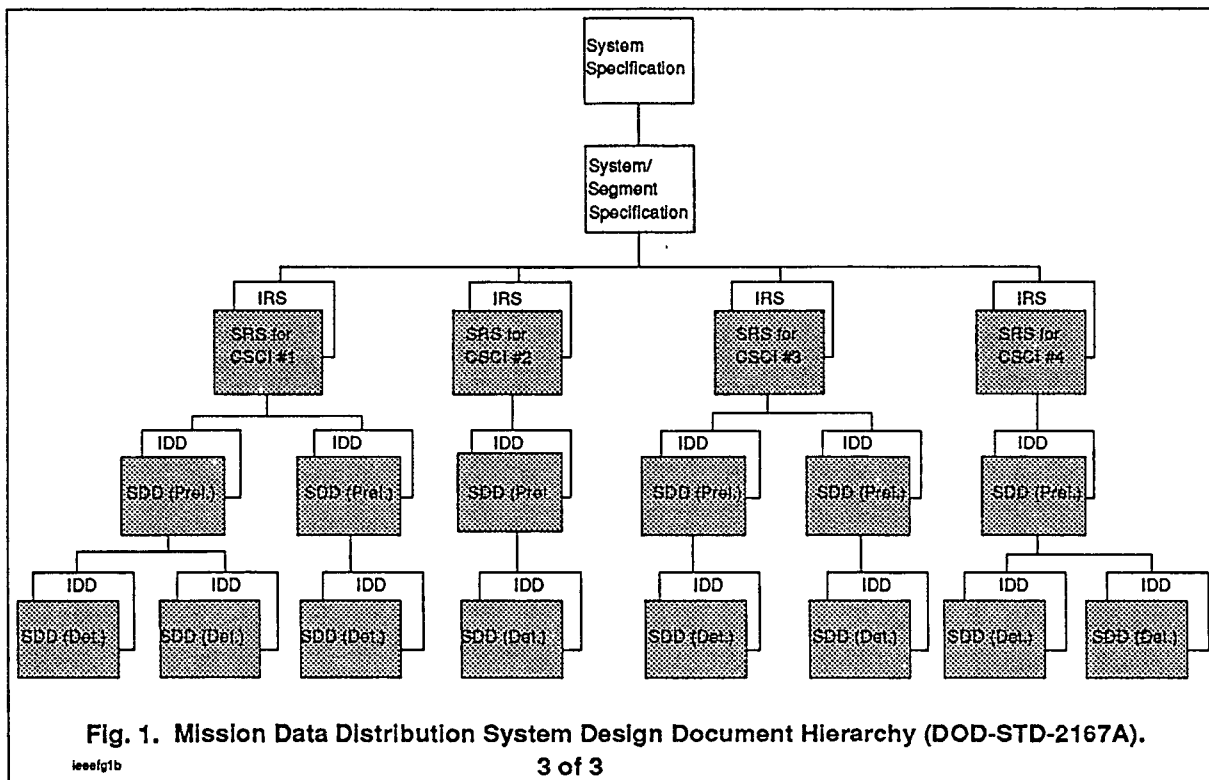 System
Specification
System/
Segment
Specification
IRS
SRS for
CSCI #1
IRS
SRS for
CSCI #2
IRS
SRS for
CSCI #3
IRS
SRS for
CSCI #4
IDD
SDD (Prel.)
IDD
SDD (Prel.)
IDD
SDD (Prel.
IDD
SDD (Prel.)
IDD
SDD (Prel.)
IDD
SDD (Prel.)
IDD
SDD (Det.)
IDD
SDD (Det.)
IDD
SDD (Det.)
IDD
SDD (Det.)
IDD
SDD (Det.)
IDD
SDD (Det.)
IDD
SDD (Det.)
IDD
SDD (Det.)
Fig. 1. Mission Data Distribution System Design Document Hierarchy (DOD-STD-2167A).
ieeefg1b
3 of 3